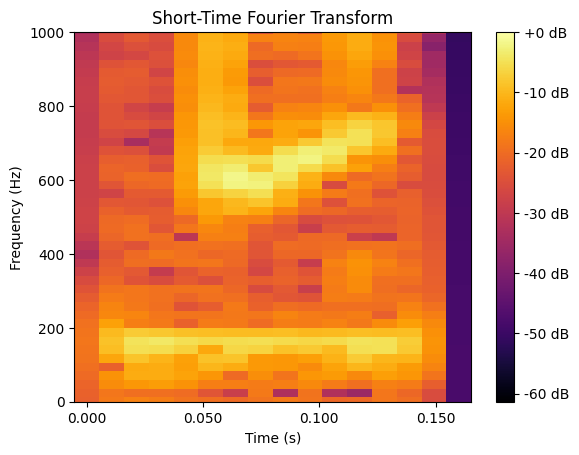 Short-Time Fourier Transform
Frequency (Hz)
1000
800
600
400
200
0
0.000
0.050
0.100
0.150
Time (s)
+0 dB
-10 dB
-20 dB
-30 dB
-40 dB
-50 dB
-60 dB